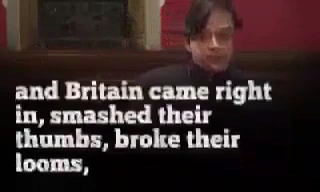 and Britain came right
in, smashed their
thumbs, broke their
looms,